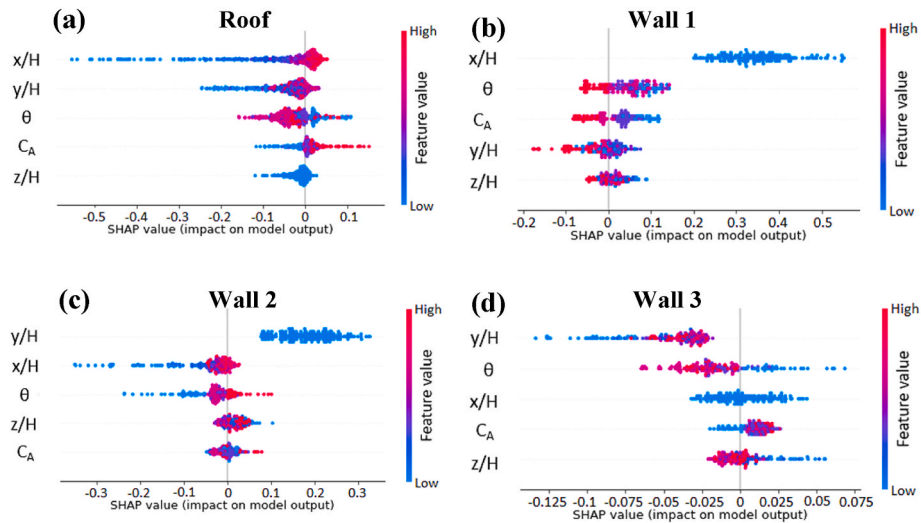 (a) Roof
High
x/H
y/H
θ
C_A
z/H
Feature value
Low
-0.5 -0.4 -0.3 -0.2 -0.1 0 0.1
SHAP value (impact on model output)
(b) Wall 1
High
x/H
θ
C_A
y/H
z/H
Feature value
Low
-0.2 -0.1 0 0.1 0.2 0.3 0.4 0.5
SHAP value (impact on model output)
(c) Wall 2
High
y/H
x/H
θ
z/H
C_A
Feature value
Low
-0.3 -0.2 -0.1 0 0.1 0.2 0.3
SHAP value (impact on model output)
(d) Wall 3
High
y/H
θ
x/H
C_A
z/H
Feature value
Low
-0.125 -0.1 -0.075 -0.05 -0.025 0 0.025 0.05 0.075
SHAP value (impact on model output)